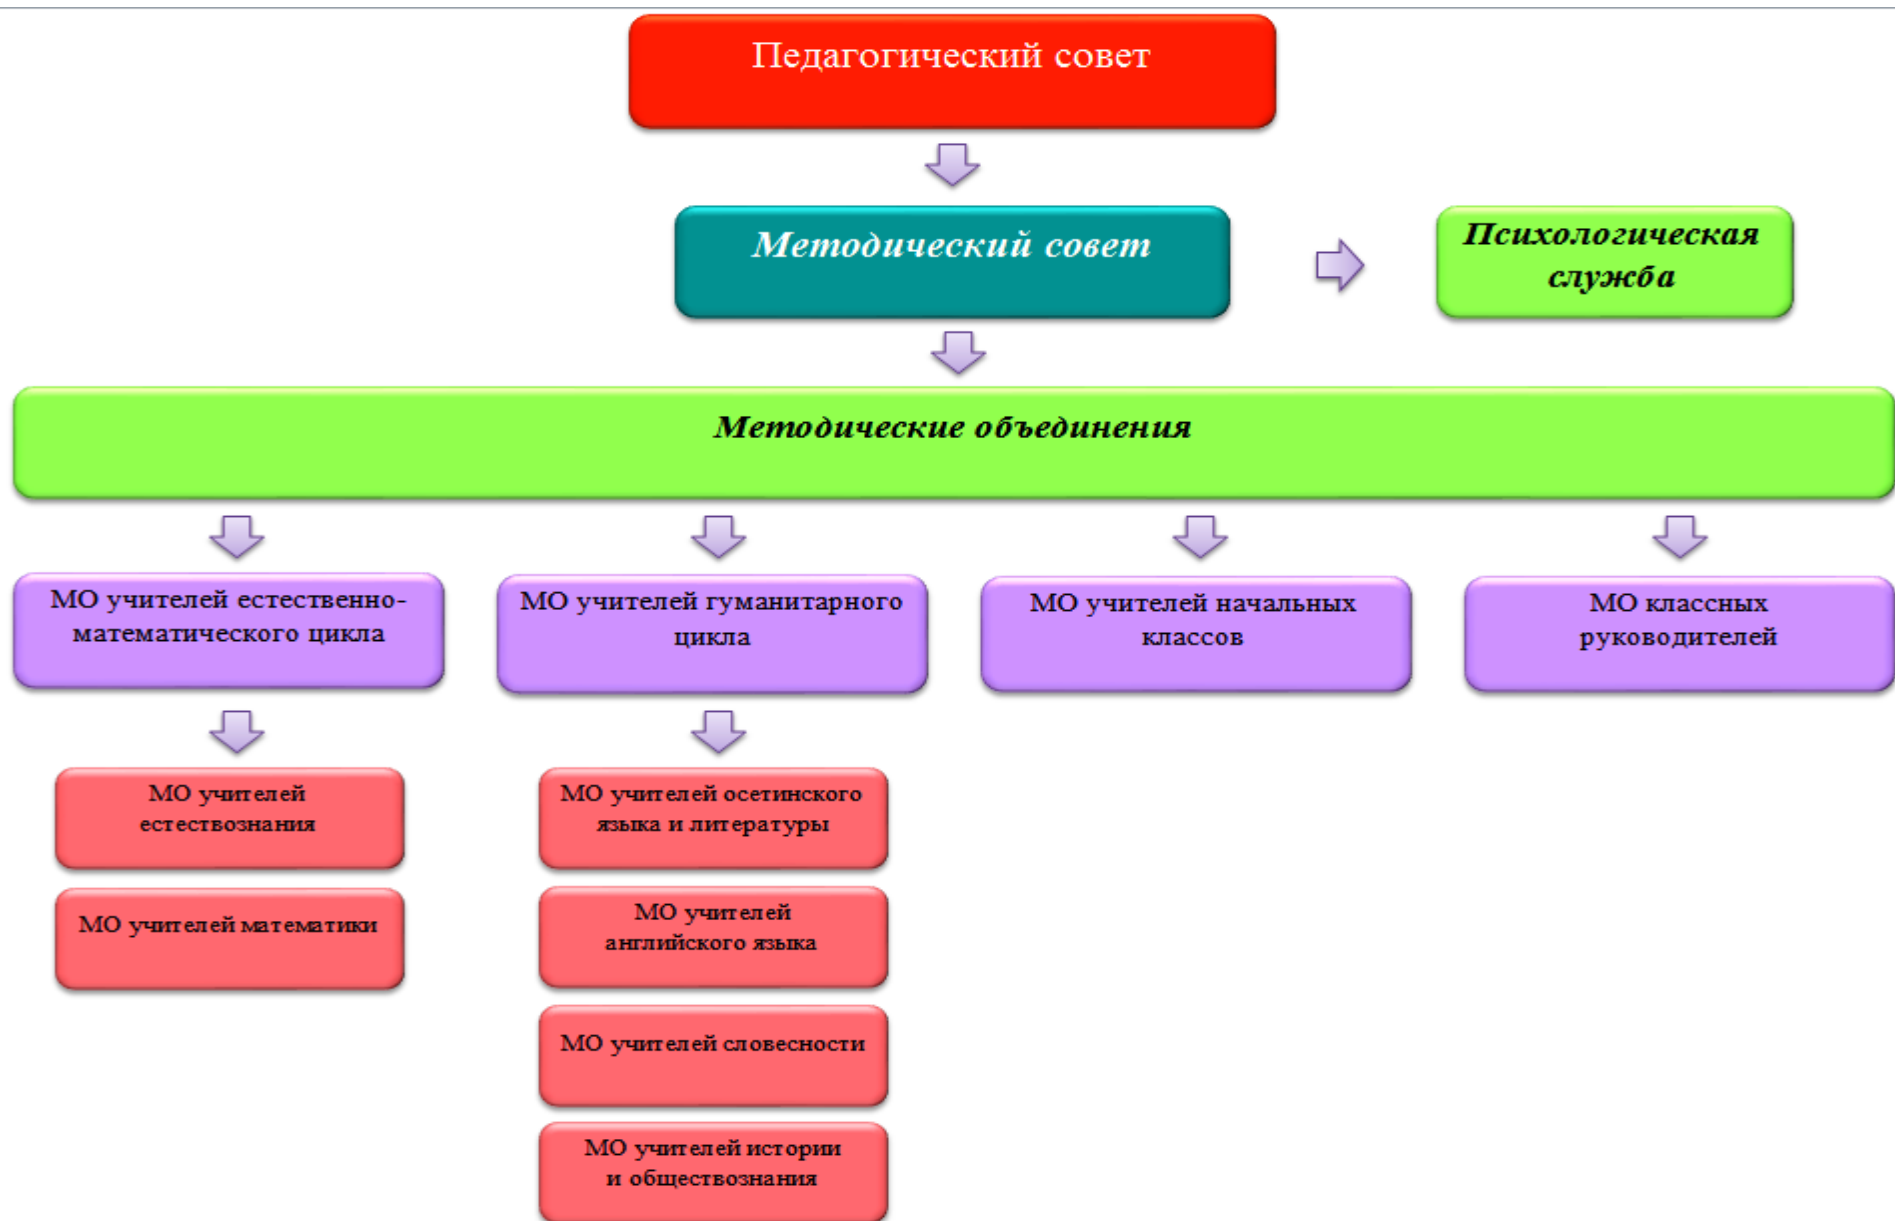 Педагогический совет
Методический совет
Психологическая
служба
Методические объединения
МО учителей естественно-
математического цикла
МО учителей гуманитарного
цикла
МО учителей начальных
классов
МО классных
руководителей
МО учителей
естествознания
МО учителей математики
МО учителей осетинского
языка и литературы
МО учителей
английского языка
МО учителей словесности
МО учителей истории
и обществознания